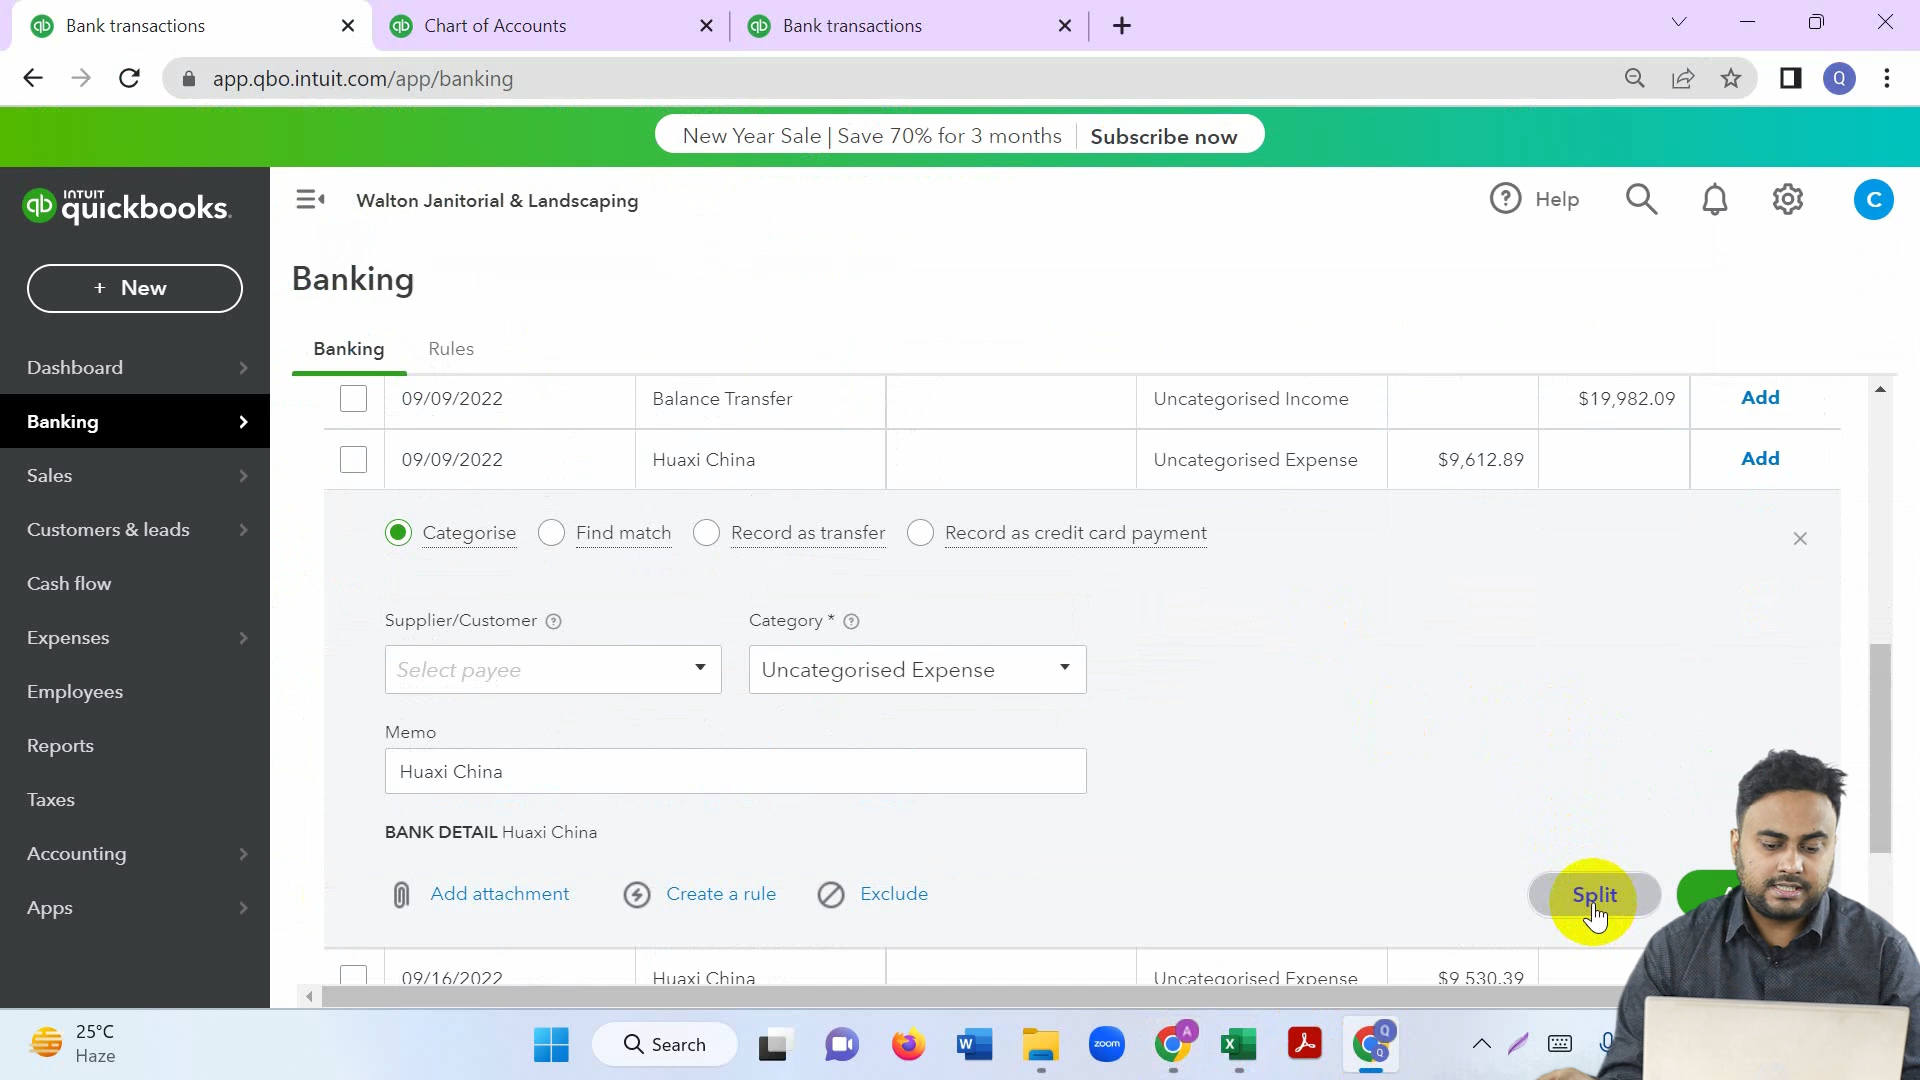 Bank transactions
Chart of Accounts
Bank transactions
app.qbo.intuit.com/app/banking
Q
New Year Sale | Save 70% for 3 months
Subscribe now
qb INTUIT quickbooks.
Walton Janitorial & Landscaping
Help
C
+ New
Banking
Banking
Rules
Dashboard
Banking
Sales
Customers & leads
Cash flow
Expenses
Employees
Reports
Taxes
Accounting
Apps
09/09/2022 Balance Transfer Uncategorised Income $19,982.09 Add
09/09/2022 Huaxi China Uncategorised Expense $9,612.89 Add
Categorise Find match Record as transfer Record as credit card payment
Supplier/Customer Category *
Select payee Uncategorised Expense
Memo
Huaxi China
BANK DETAIL Huaxi China
Add attachment Create a rule Exclude Split
09/16/2022 Huaxi China Uncategorised Expense $9,530.39
25°C
Haze
Search
zoom